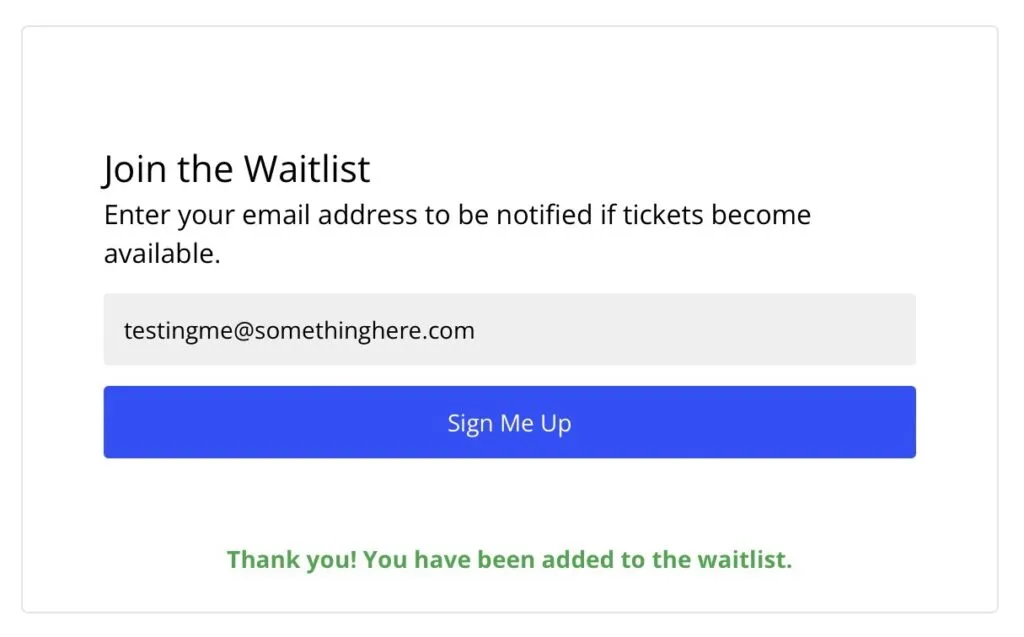 Join the Waitlist
Enter your email address to be notified if tickets become
available.
testingme@somethinghere.com
Sign Me Up
Thank you! You have been added to the waitlist.